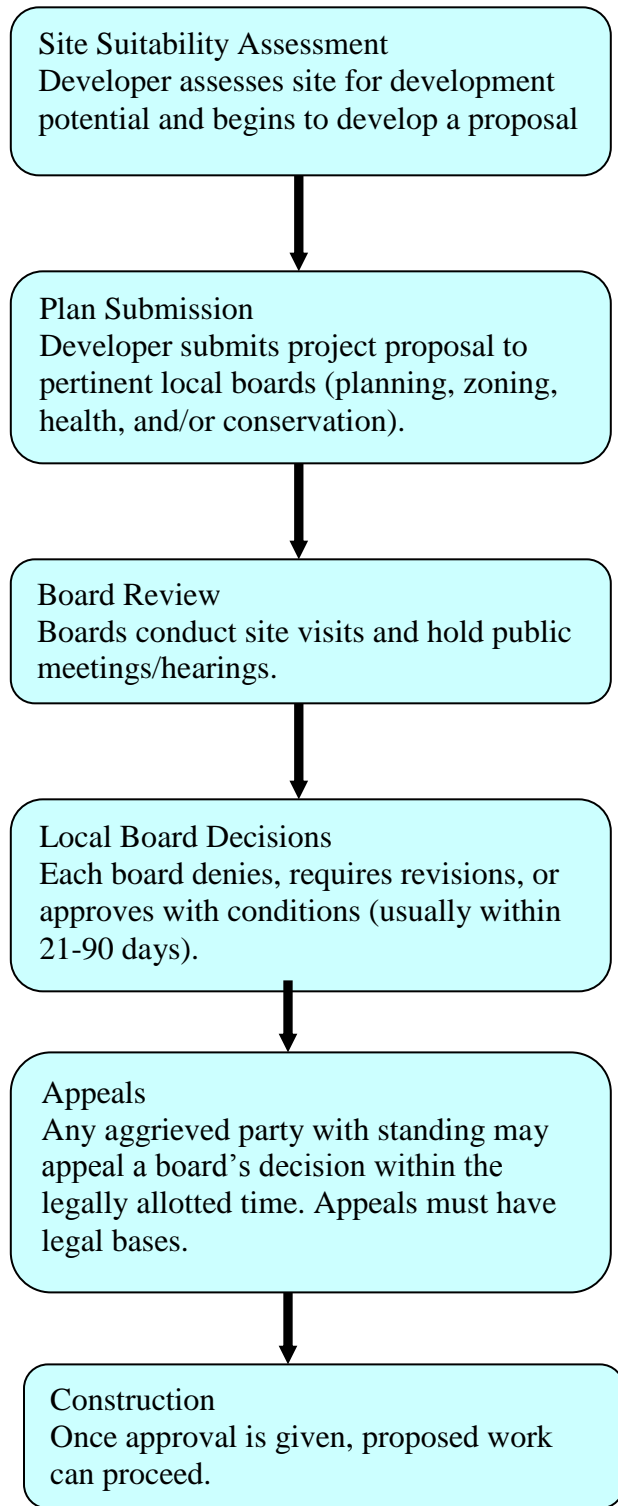 Site Suitability Assessment
Developer assesses site for development
potential and begins to develop a proposal
Plan Submission
Developer submits project proposal to
pertinent local boards (planning, zoning,
health, and/or conservation).
Board Review
Boards conduct site visits and hold public
meetings/hearings.
Local Board Decisions
Each board denies, requires revisions, or
approves with conditions (usually within
21-90 days).
Appeals
Any aggrieved party with standing may
appeal a board’s decision within the
legally allotted time. Appeals must have
legal bases.
Construction
Once approval is given, proposed work
can proceed.